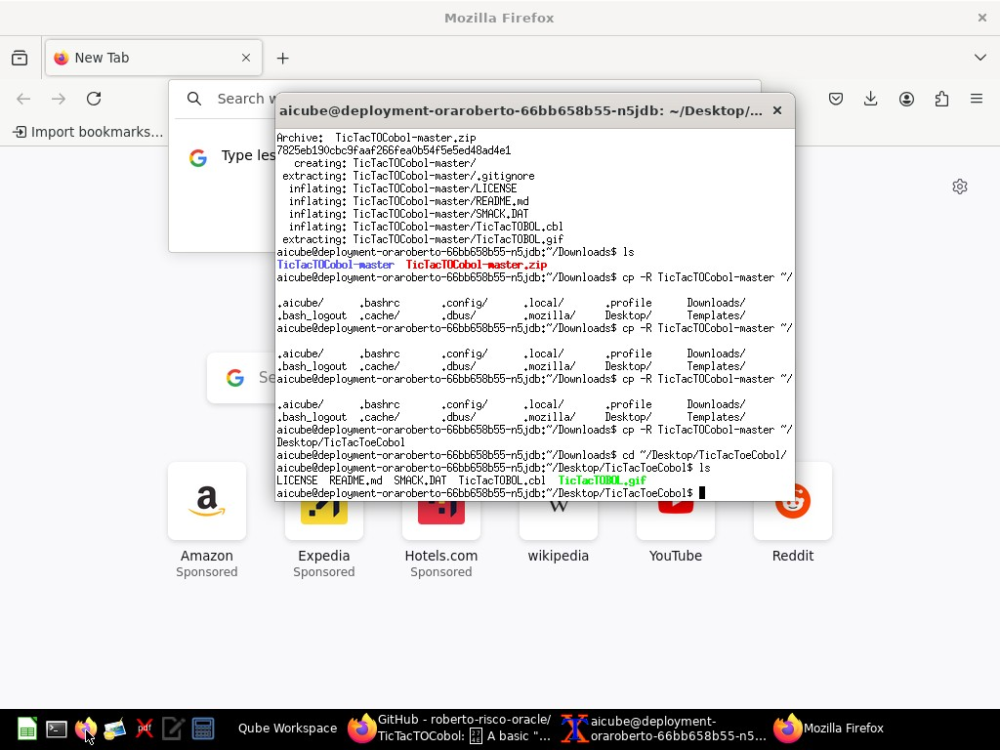 Mozilla Firefox
New Tab
Search w
Import bookmarks...
Type les
aicube@deployment-oraroberto-66bb658b55-n5jdb: ~/Desktop/...
Archive:  TicTacTOCobol-master.zip
7825eb190cbc9faaf266fea0b54f5e5ed48ad4e1
creating: TicTacTOCobol-master/
extracting: TicTacTOCobol-master/.gitignore
inflating: TicTacTOCobol-master/LICENSE
inflating: TicTacTOCobol-master/README.md
inflating: TicTacTOCobol-master/SMACK.DAT
inflating: TicTacTOCobol-master/TicTacTOBOL.cbl
extracting: TicTacTOCobol-master/TicTacTOBOL.gif
aicube@deployment-oraroberto-66bb658b55-n5jdb:~/Downloads$ ls
TicTacTOCobol-master  TicTacTOCobol-master.zip
aicube@deployment-oraroberto-66bb658b55-n5jdb:~/Downloads$ cp -R TicTacTOCobol-master ~/
.aicube/ .bashrc .config/ .local/ .profile Downloads/
.bash_logout .cache/ .dbus/ .mozilla/ Desktop/ Templates/
aicube@deployment-oraroberto-66bb658b55-n5jdb:~/Downloads$ cp -R TicTacTOCobol-master ~/
.aicube/ .bashrc .config/ .local/ .profile Downloads/
.bash_logout .cache/ .dbus/ .mozilla/ Desktop/ Templates/
aicube@deployment-oraroberto-66bb658b55-n5jdb:~/Downloads$ cp -R TicTacTOCobol-master ~/
.aicube/ .bashrc .config/ .local/ .profile Downloads/
.bash_logout .cache/ .dbus/ .mozilla/ Desktop/ Templates/
aicube@deployment-oraroberto-66bb658b55-n5jdb:~/Downloads$ cp -R TicTacTOCobol-master ~/
Desktop/TicTacToeCobol
aicube@deployment-oraroberto-66bb658b55-n5jdb:~/Downloads$ cd ~/Desktop/TicTacToeCobol/
aicube@deployment-oraroberto-66bb658b55-n5jdb:~/Desktop/TicTacToeCobol$ ls
LICENSE  README.md  SMACK.DAT  TicTacTOBOL.cbl  TicTacTOBOL.gif
aicube@deployment-oraroberto-66bb658b55-n5jdb:~/Desktop/TicTacToeCobol$
Se
a
W
Amazon
Sponsored
Expedia
Sponsored
Hotels.com
Sponsored
wikipedia
YouTube
Reddit
pdf
Qube Workspace
GitHub - roberto-risco-oracle/
TicTacTOCobol: A basic "...
aicube@deployment-
oraroberto-66bb658b55-n5...
Mozilla Firefox